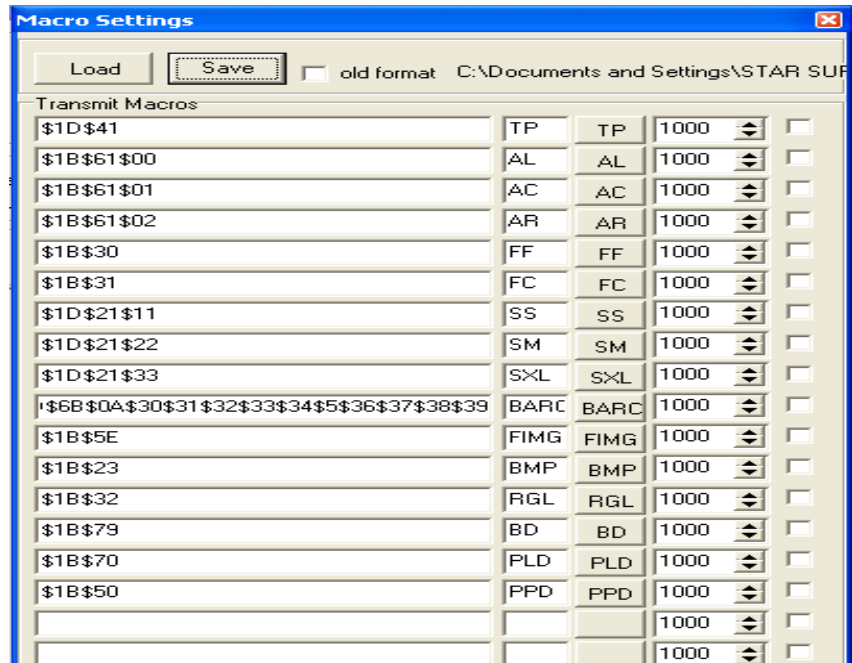 Macro Settings
Load Save old format C:\Documents and Settings\STAR SUP
Transmit Macros
$1D$41 TP TP 1000
$1B$61$00 AL AL 1000
$1B$61$01 AC AC 1000
$1B$61$02 AR AR 1000
$1B$30 FF FF 1000
$1B$31 FC FC 1000
$1D$21$11 SS SS 1000
$1D$21$22 SM SM 1000
$1D$21$33 SXL SXL 1000
$6B$0A$30$31$32$33$34$5$36$37$38$39 BARC BARC 1000
$1B$5E FIMG FIMG 1000
$1B$23 BMP BMP 1000
$1B$32 RGL RGL 1000
$1B$79 BD BD 1000
$1B$70 PLD PLD 1000
$1B$50 PPD PPD 1000
1000
1000